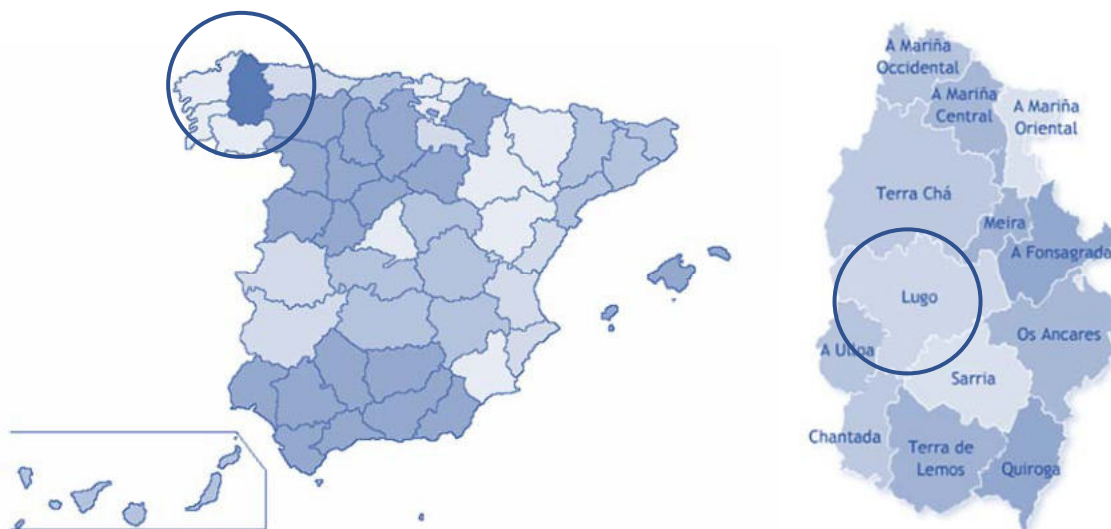 A Mariña
Occidental
A Mariña
Central
A Mariña
Oriental
Terra Chá
Meira
A Fonsagrada
Lugo
A Ulloa
Os Ancares
Sarria
Chantada
Terra de
Lemos
Quiroga